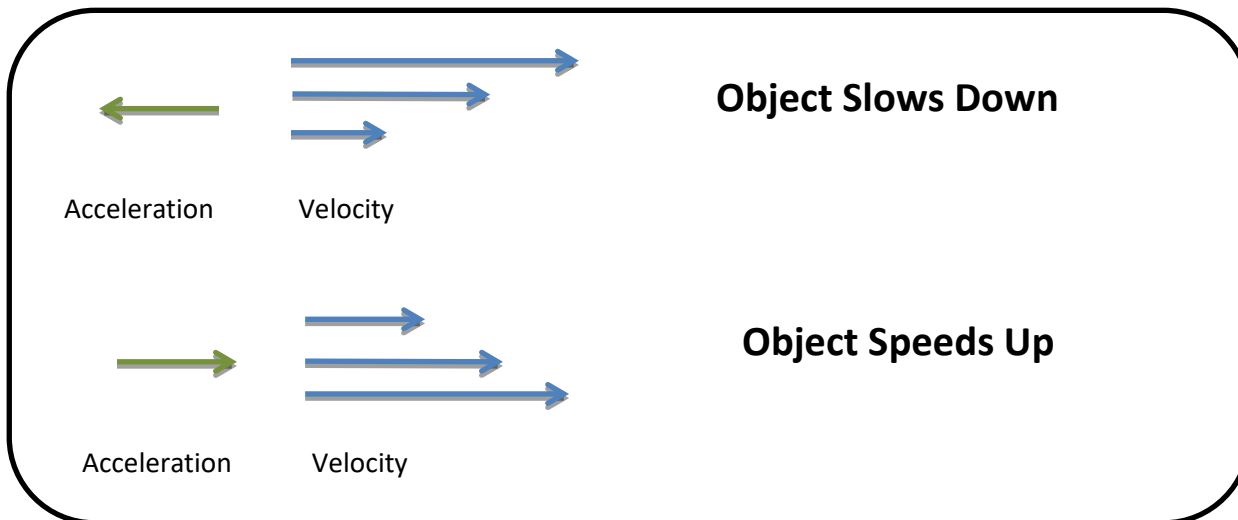 Object Slows Down
Acceleration Velocity
Object Speeds Up
Acceleration Velocity